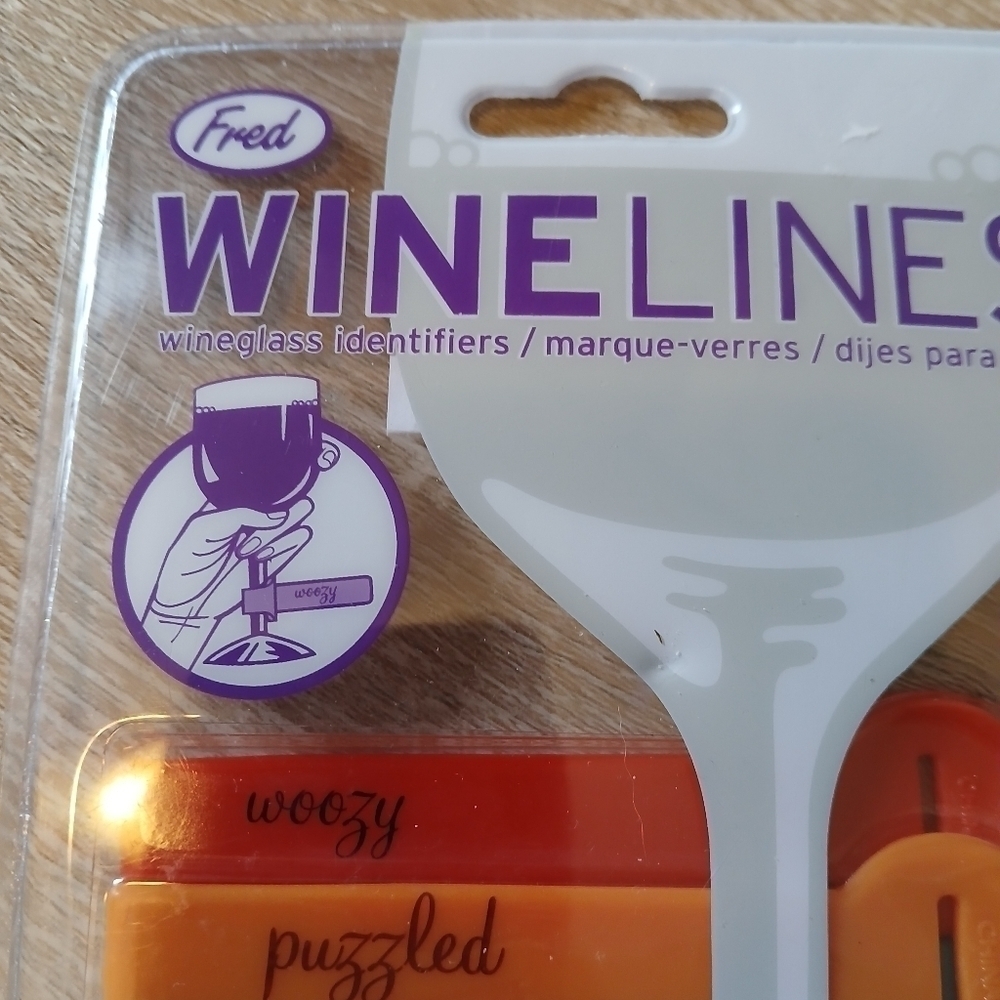 Fred
WINELINES
wineglass identifiers / marque-verres / dijes para
woozy
woozy
puzzled